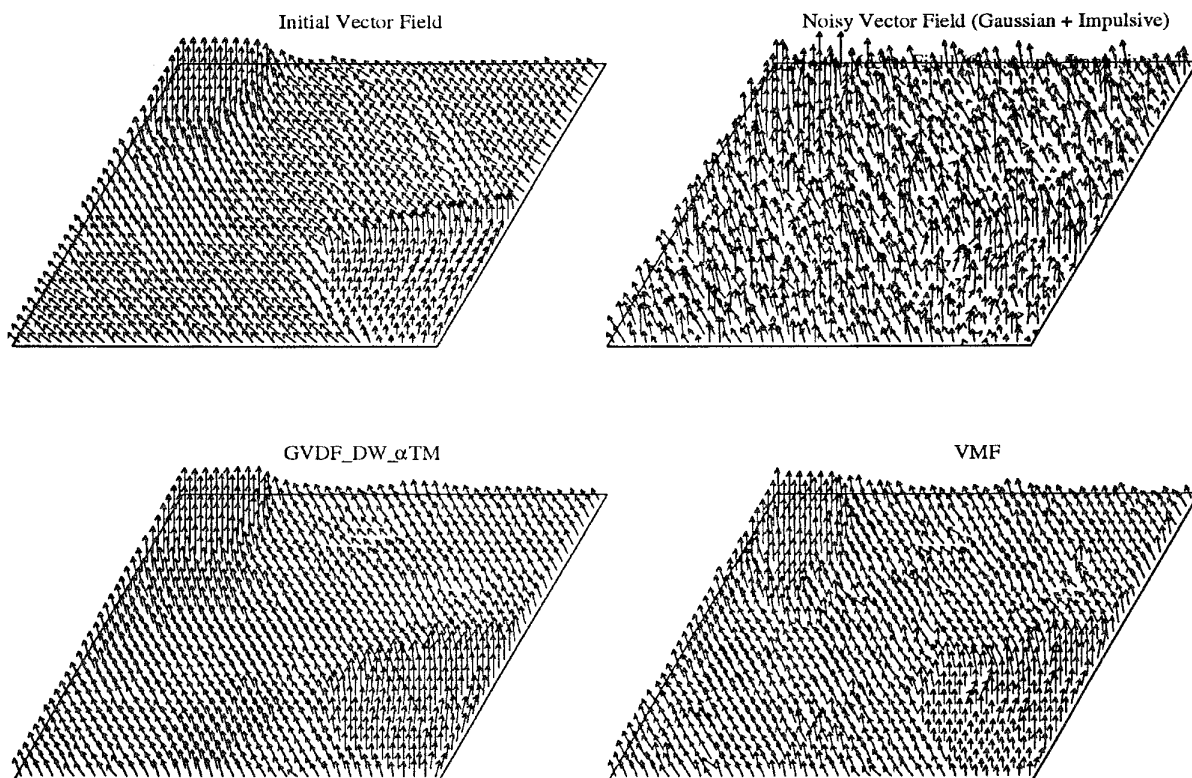 Initial Vector Field
Noisy Vector Field (Gaussian + Impulsive)
GVDF_DW_αTM
VMF